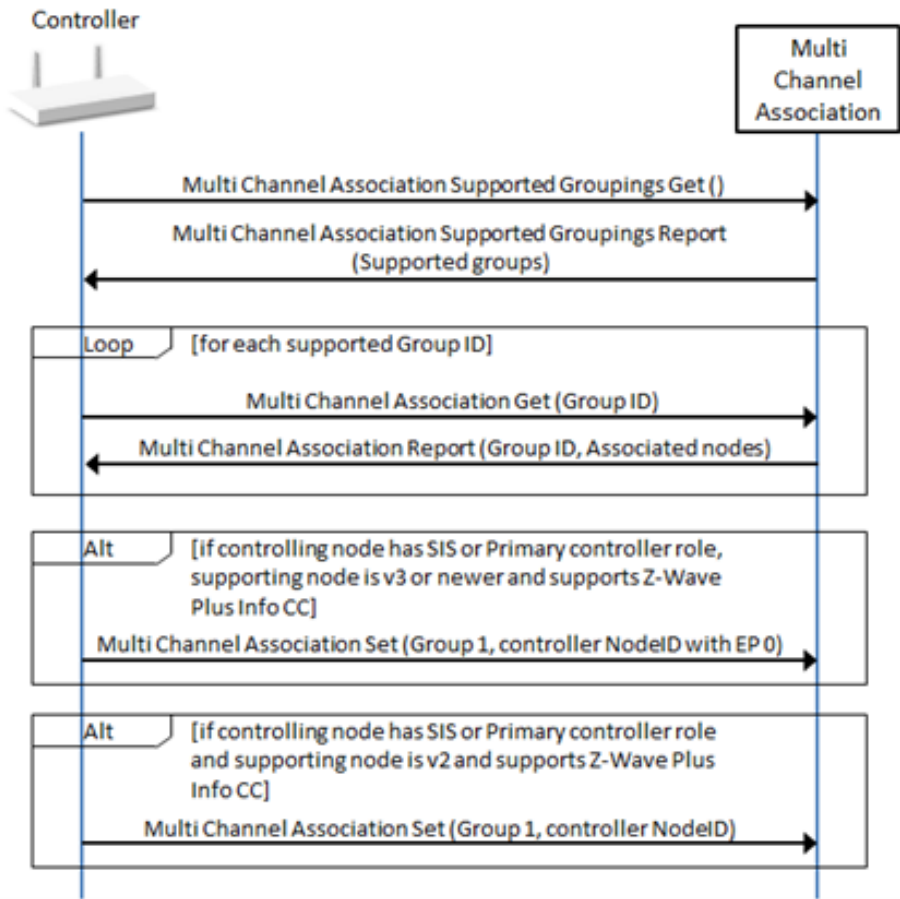 Controller
Multi
Channel
Association
Multi Channel Association Supported Groupings Get ()
Multi Channel Association Supported Groupings Report
(Supported groups)
Loop
[for each supported Group ID]
Multi Channel Association Get (Group ID)
Multi Channel Association Report (Group ID, Associated nodes)
Alt
[if controlling node has SIS or Primary controller role,
supporting node is v3 or newer and supports Z-Wave
Plus Info CC]
Multi Channel Association Set (Group 1, controller NodeID with EP 0)
Alt
[if controlling node has SIS or Primary controller role
and supporting node is v2 and supports Z-Wave Plus
Info CC]
Multi Channel Association Set (Group 1, controller NodeID)